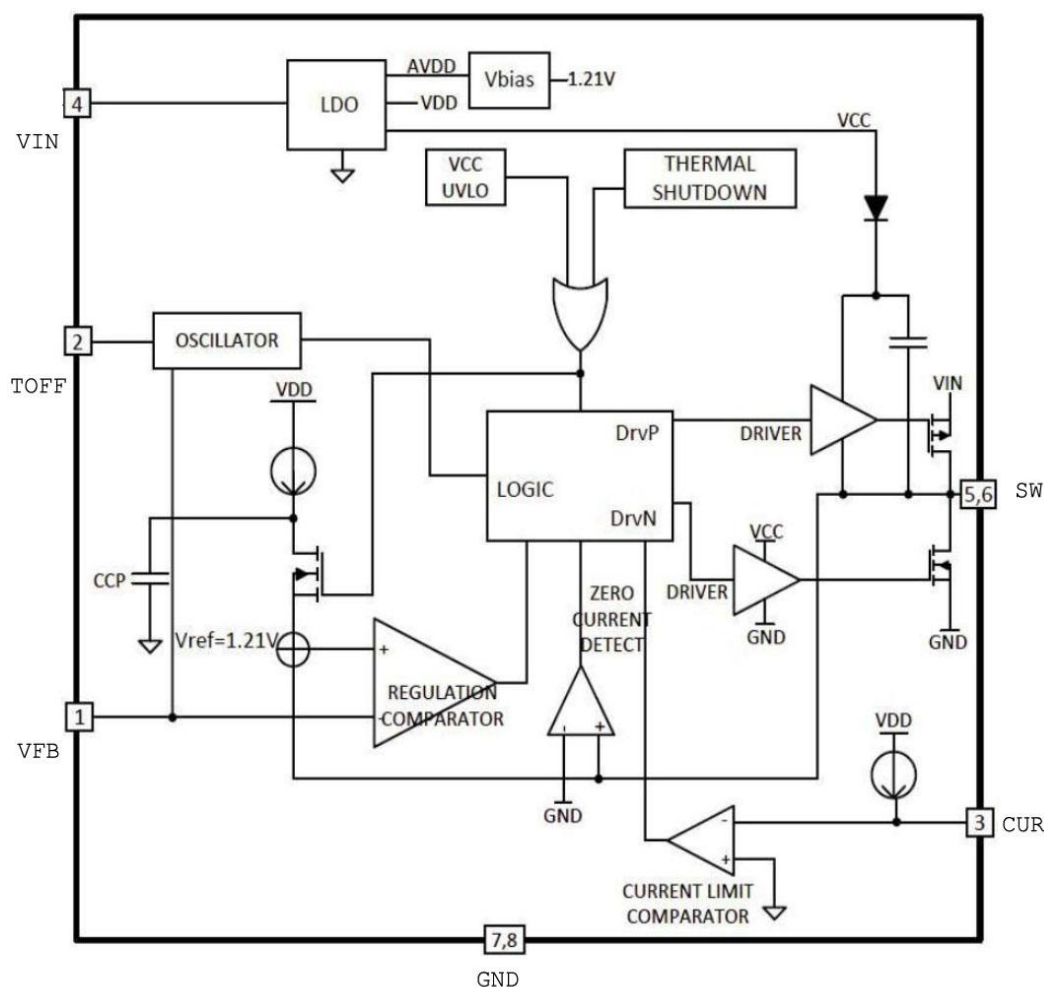 AVDD
Vbias
1.21V
4
LDO
VDD
VCC
VIN
VCC
UVLO
THERMAL
SHUTDOWN
2
OSCILLATOR
TOFF
VDD
VIN
DrvP
DRIVER
LOGIC
5,6
SW
DrvN
VCC
CCP
DRIVER
ZERO
CURRENT
DETECT
GND
GND
Vref=1.21V
+
REGULATION
COMPARATOR
-
1
VFB
- +
VDD
GND
-
3
CUR
+
CURRENT LIMIT
COMPARATOR
7,8
GND